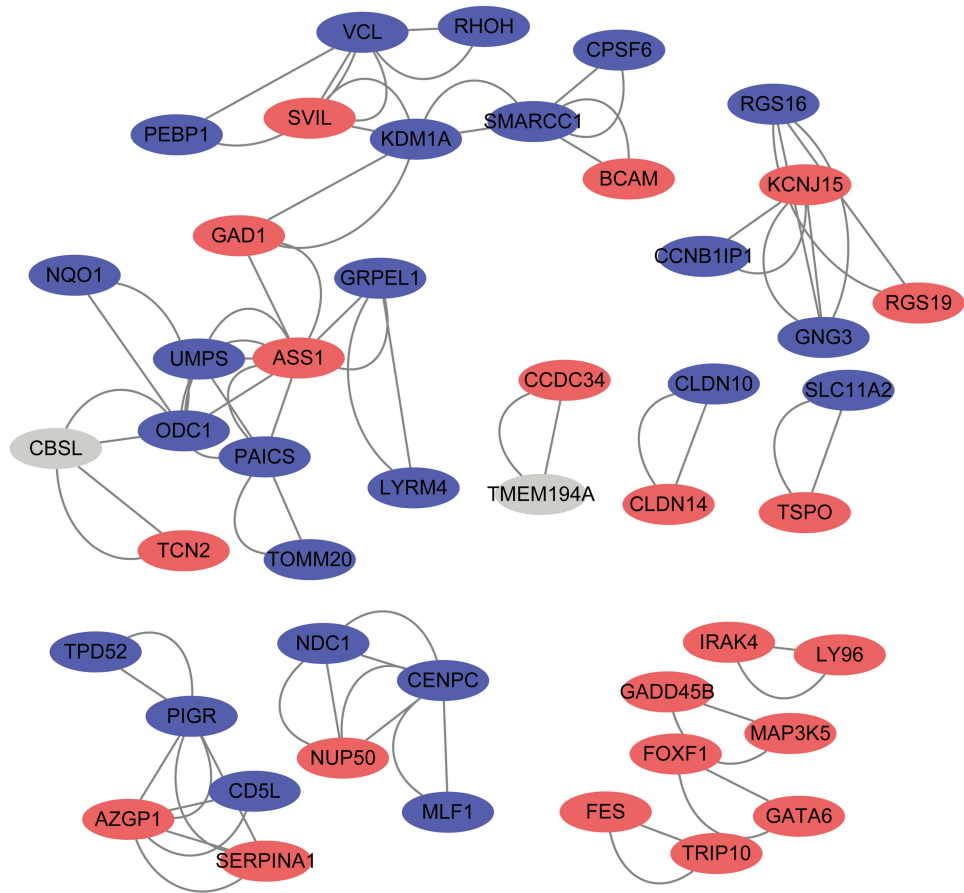 VCL
RHOH
CPSF6
SVIL
PEBP1
KDM1A
SMARCC1
BCAM
RGS16
KCNJ15
CCNB1IP1
RGS19
GNG3
GAD1
NQO1
GRPEL1
UMPS
ASS1
ODC1
CBSL
PAICS
LYRM4
TCN2
TOMM20
CCDC34
TMEM194A
CLDN10
CLDN14
SLC11A2
TSPO
TPD52
PIGR
CD5L
AZGP1
SERPINA1
NDC1
CENPC
NUP50
MLF1
IRAK4
LY96
GADD45B
MAP3K5
FOXF1
GATA6
FES
TRIP10